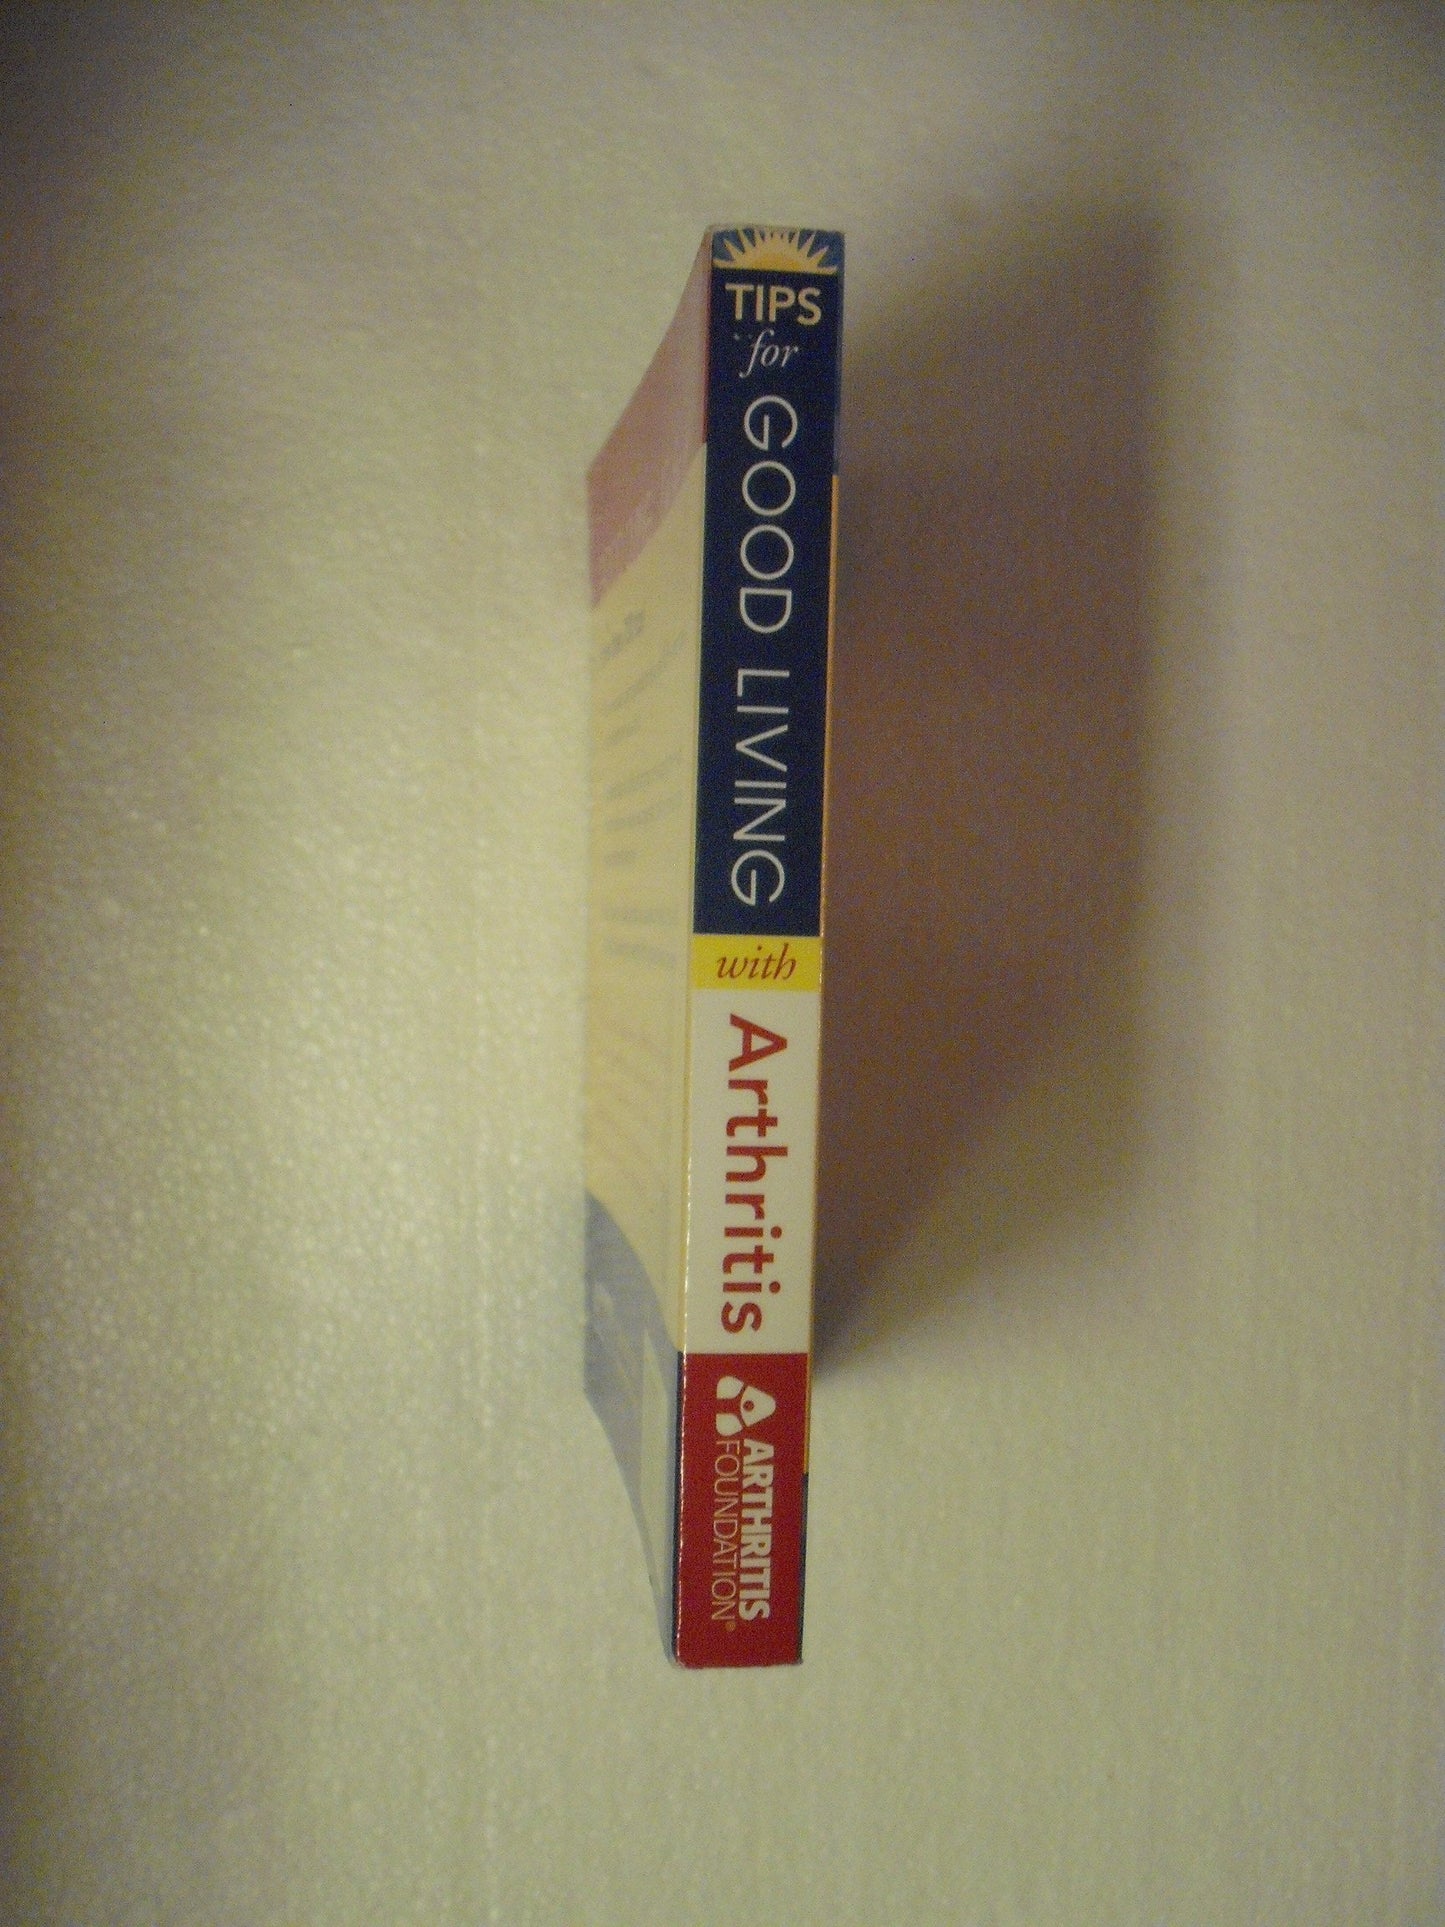 TIPS
for
GOOD LIVING
with
Arthritis
ARTHRITIS
FOUNDATION®